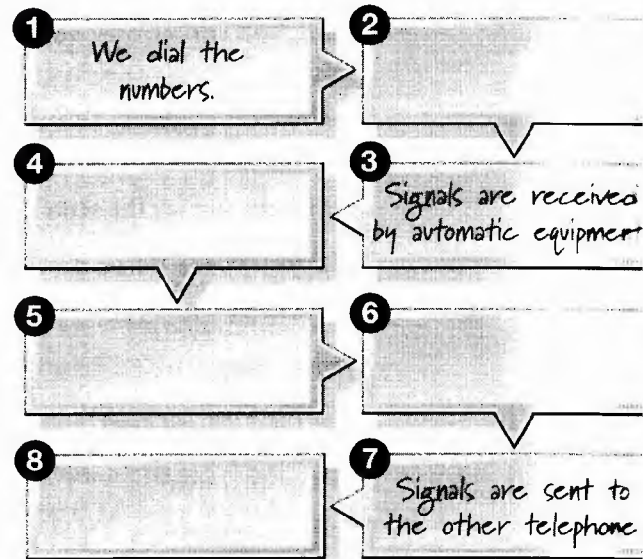 1
We dial the
numbers.
2
3
Signals are received
by automatic equipment
4
5
6
7
Signals are sent to
the other telephone
8